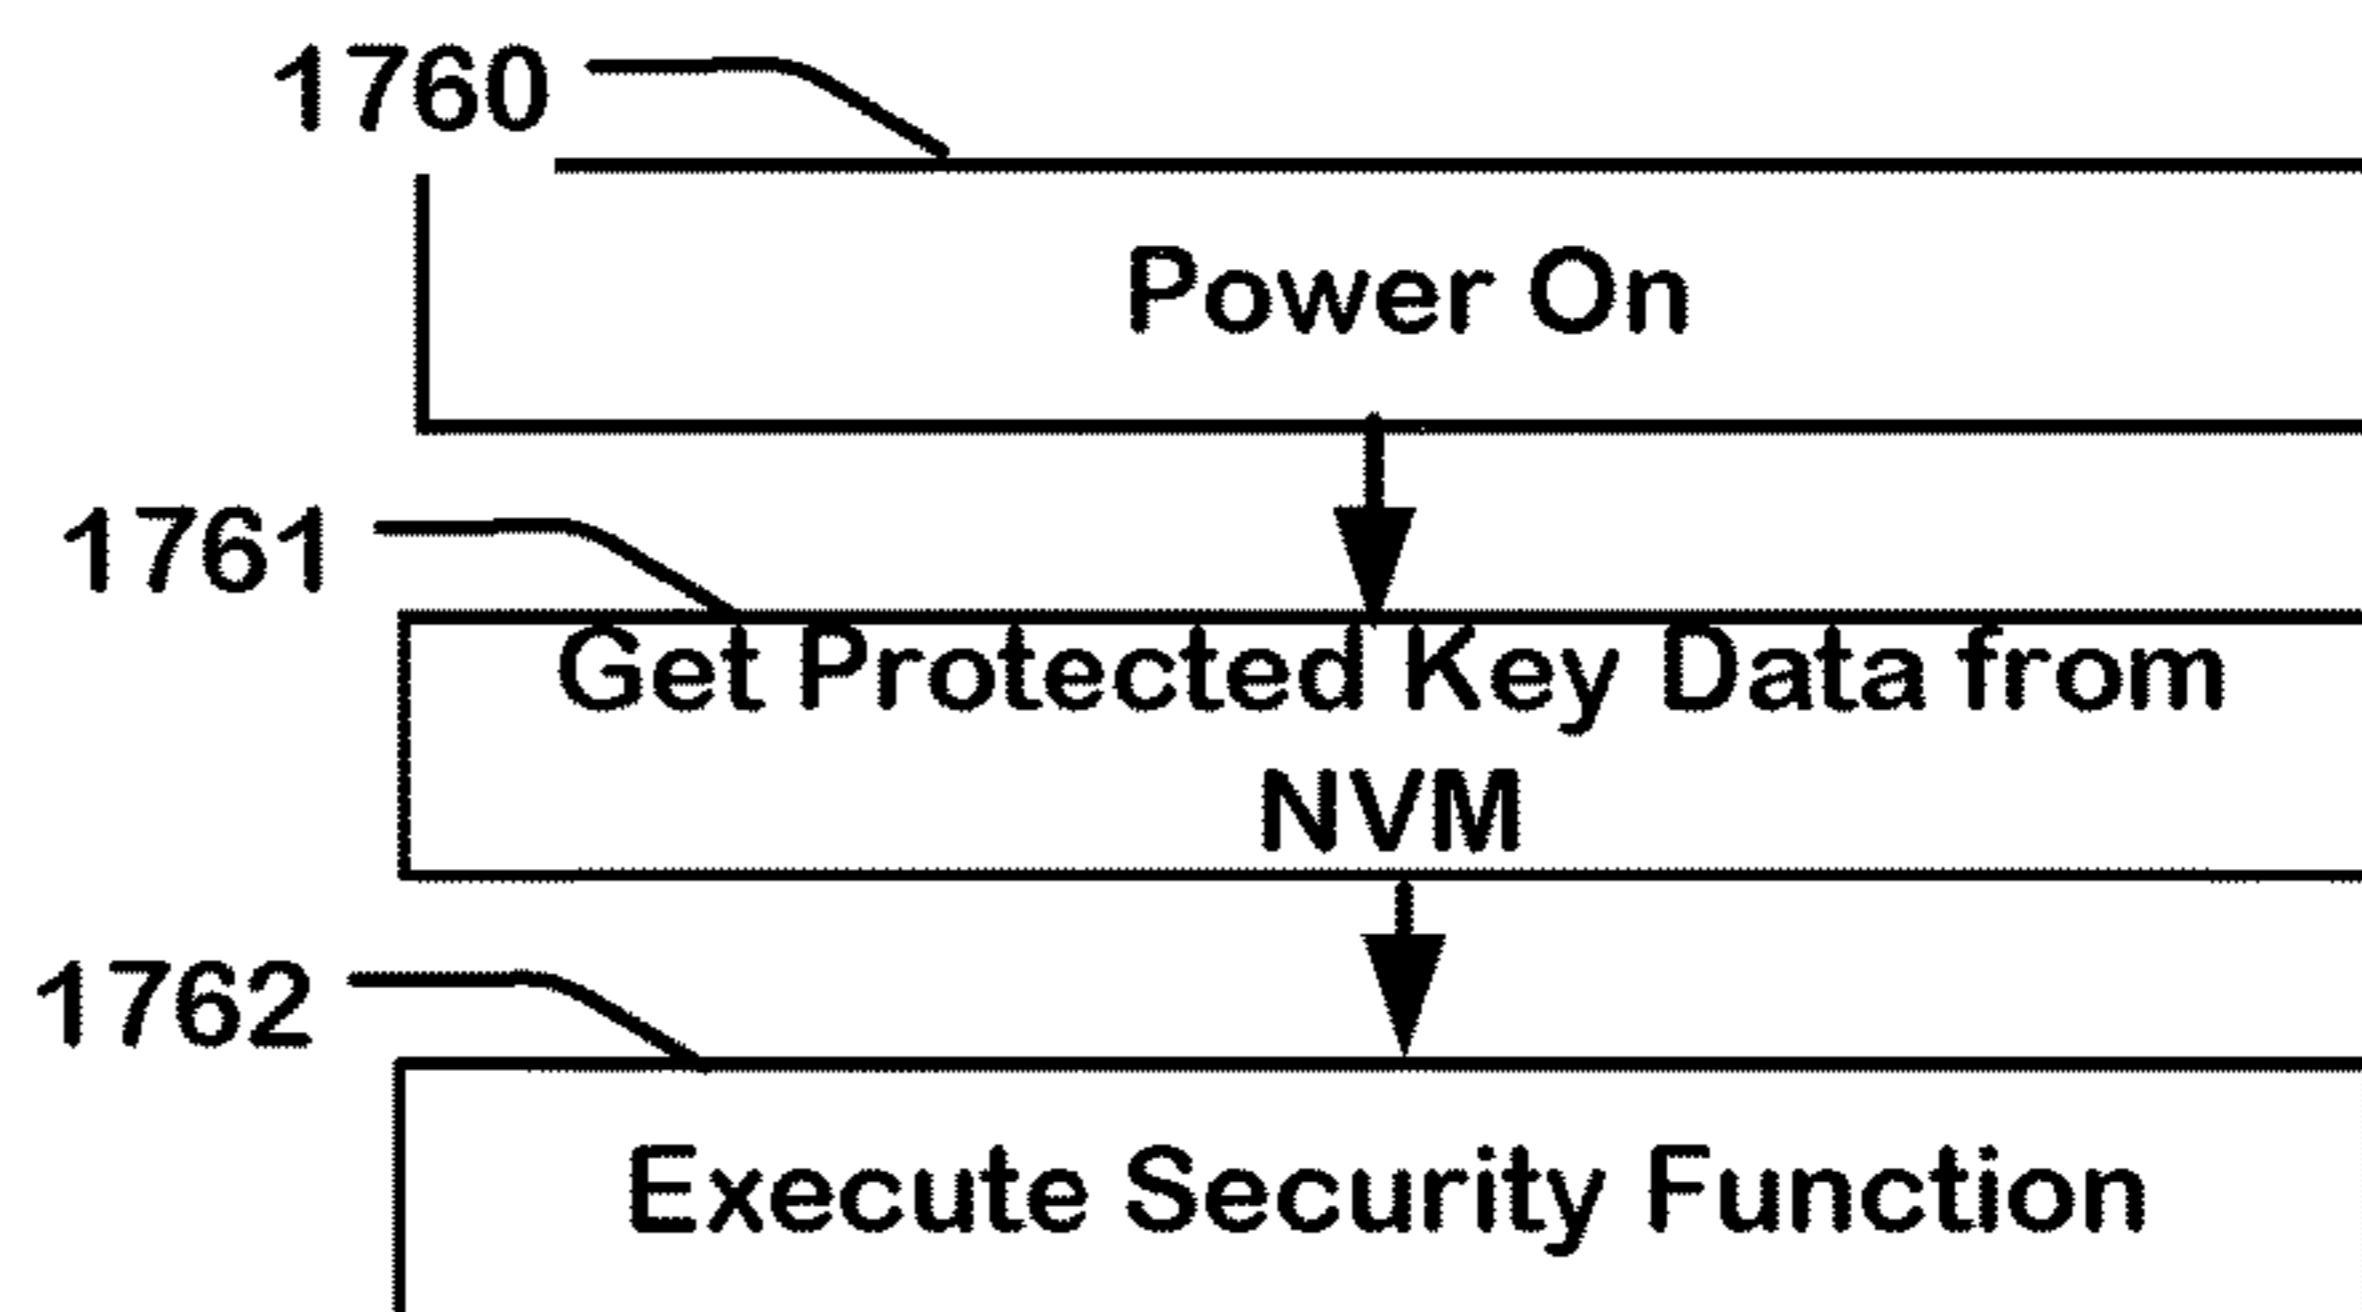 1760
Power On
1761
Get Protected Key Data from
NVM
1762
Execute Security Function